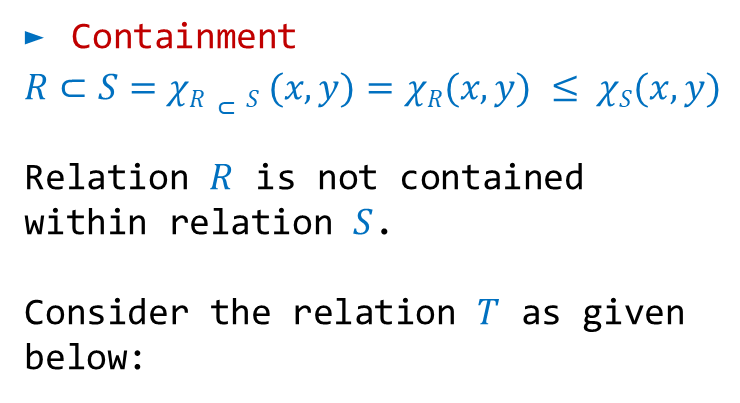 ► Containment
R ⊂ S = χ_{R ⊂ S}(x, y) = χ_R(x, y) ≤ χ_S(x, y)
Relation R is not contained
within relation S.
Consider the relation T as given
below: